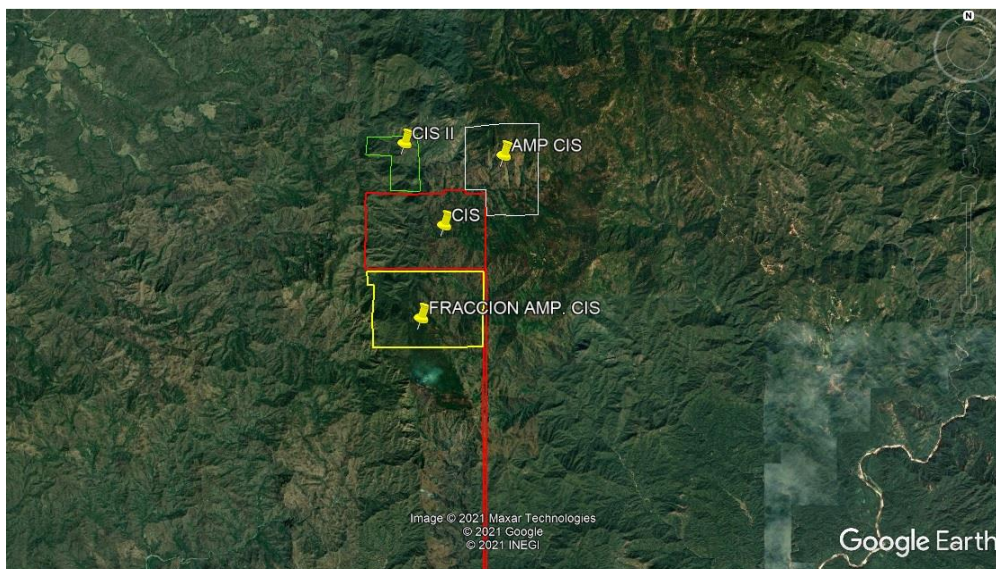 N
CIS II
AMP CIS
CIS
FRACCION AMP. CIS
Image © 2021 Maxar Technologies
© 2021 Google
© 2021 INEGI
Google Earth